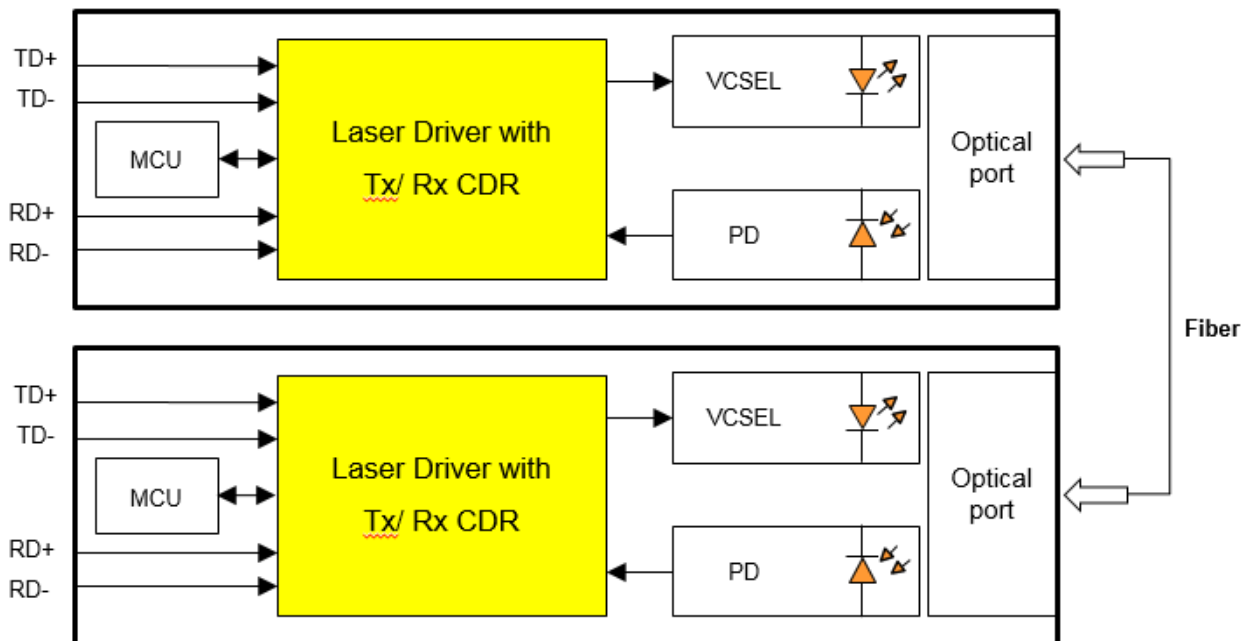 TD+
TD-
MCU
RD+
RD-
Laser Driver with
Tx/ Rx CDR
VCSEL
PD
Optical
port
Fiber
TD+
TD-
MCU
RD+
RD-
Laser Driver with
Tx/ Rx CDR
VCSEL
PD
Optical
port